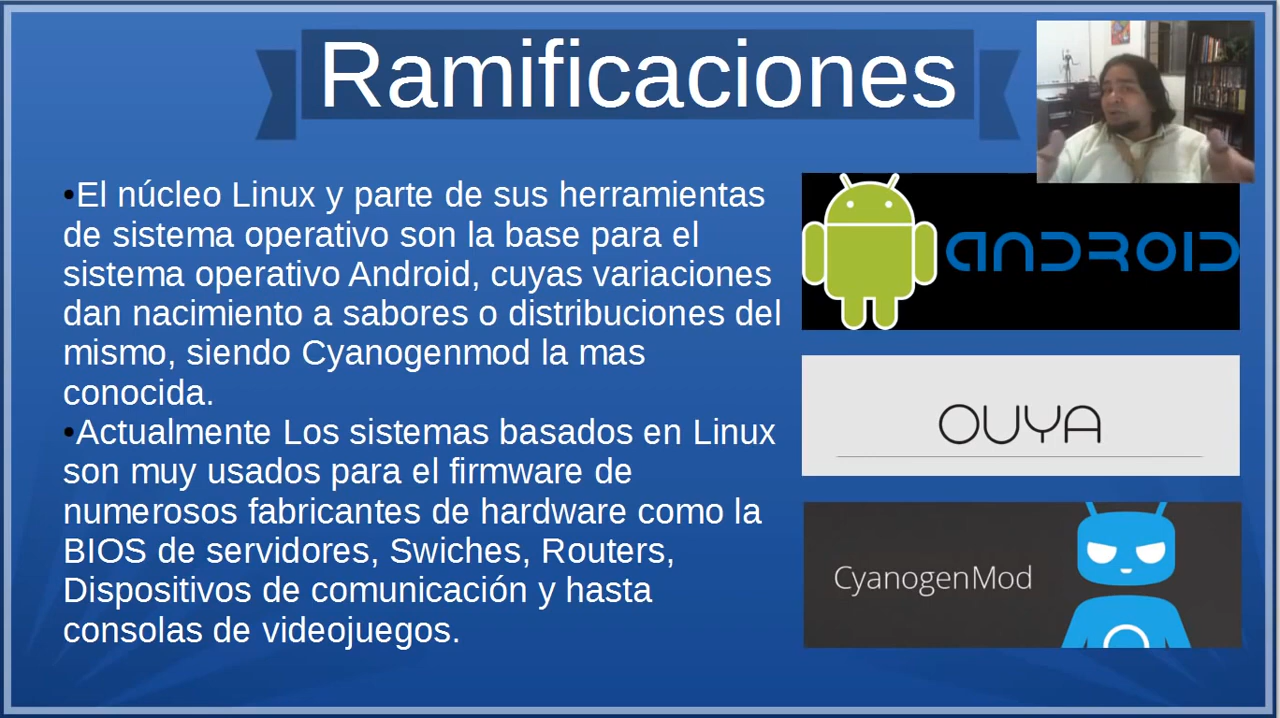 Ramificaciones
•El núcleo Linux y parte de sus herramientas
de sistema operativo son la base para el
sistema operativo Android, cuyas variaciones
dan nacimiento a sabores o distribuciones del
mismo, siendo Cyanogenmod la mas
conocida.
•Actualmente Los sistemas basados en Linux
son muy usados para el firmware de
numerosos fabricantes de hardware como la
BIOS de servidores, Swiches, Routers,
Dispositivos de comunicación y hasta
consolas de videojuegos.
ANDROID
OUYA
CyanogenMod